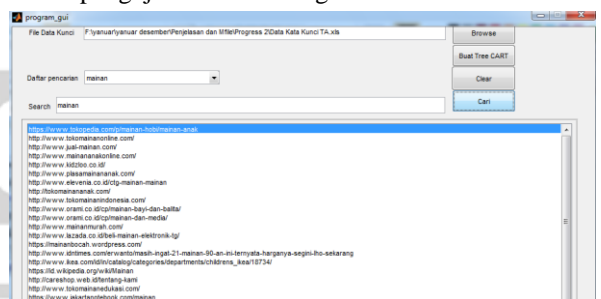 program_gui
File Data Kunci F:\yanuar\yanuar desember\Penjelasan dan Mfile\Progress 2\Data Kata Kunci TA.xls Browse
Buat Tree CART
Daftar pencarian mainan Clear
Search mainan Cari
https://www.tokopedia.com/p/mainan-hobi/mainan-anak
http://www.tokomainanonline.com/
http://www.jual-mainan.com/
http://www.mainananakonline.com/
http://www.kidzloo.co.id/
http://www.plasamainananak.com/
http://www.elevenia.co.id/ctg-mainan-mainan
http://tokomainananak.com/
http://www.tokomainanindonesia.com/
http://www.orami.co.id/cp/mainan-bayi-dan-balita/
http://www.orami.co.id/cp/mainan-dan-media/
http://www.mainanmurah.com/
http://www.lazada.co.id/beli-mainan-elektronik-tg/
https://mainanbocah.wordpress.com/
http://www.idntimes.com/erwanto/masih-ingat-21-mainan-90-an-ini-ternyata-harganya-segini-lho-sekarang
http://www.ikea.com/id/in/catalog/categories/departments/childrens_ikea/18734/
https://id.wikipedia.org/wiki/Mainan
http://careshop.web.id/tentang-kami
http://www.tokomainanedukasi.com/
http://www.jakartanotebook.com/mainan